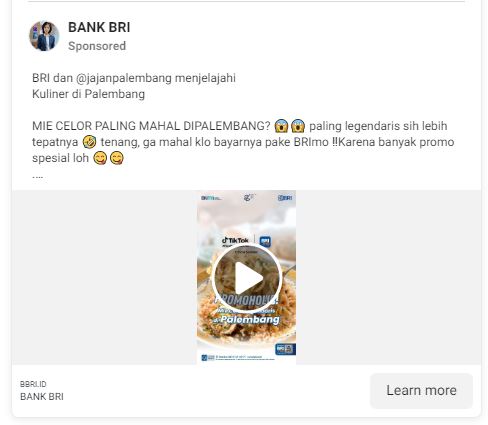 BANK BRI
Sponsored
BRI dan @jajanpalembang menjelajahi
Kuliner di Palembang
MIE CELOR PALING MAHAL DIPALEMBANG? 😱😱 paling legendaris sih lebih
tepatnya 🤣 tenang, ga mahal klo bayarnya pake BRImo ‼️Karena banyak promo
spesial loh 😋😋
....
BRI
TikTok
BRI
PROMOHOLIC!
di Palembang
BBRI.ID
BANK BRI
Learn more